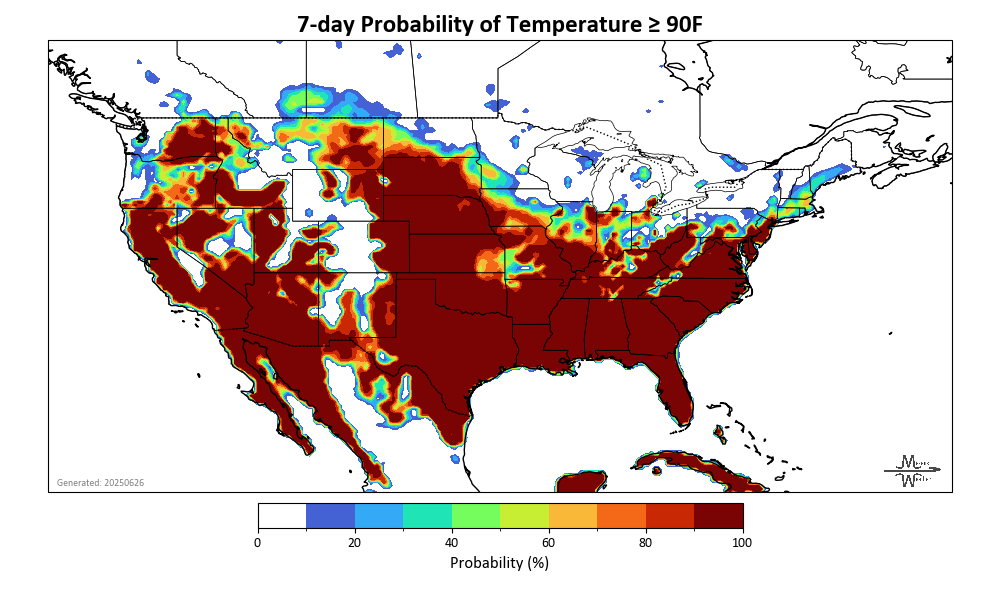 7-day Probability of Temperature ≥ 90F
Generated: 20250626
0 20 40 60 80 100
Probability (%)